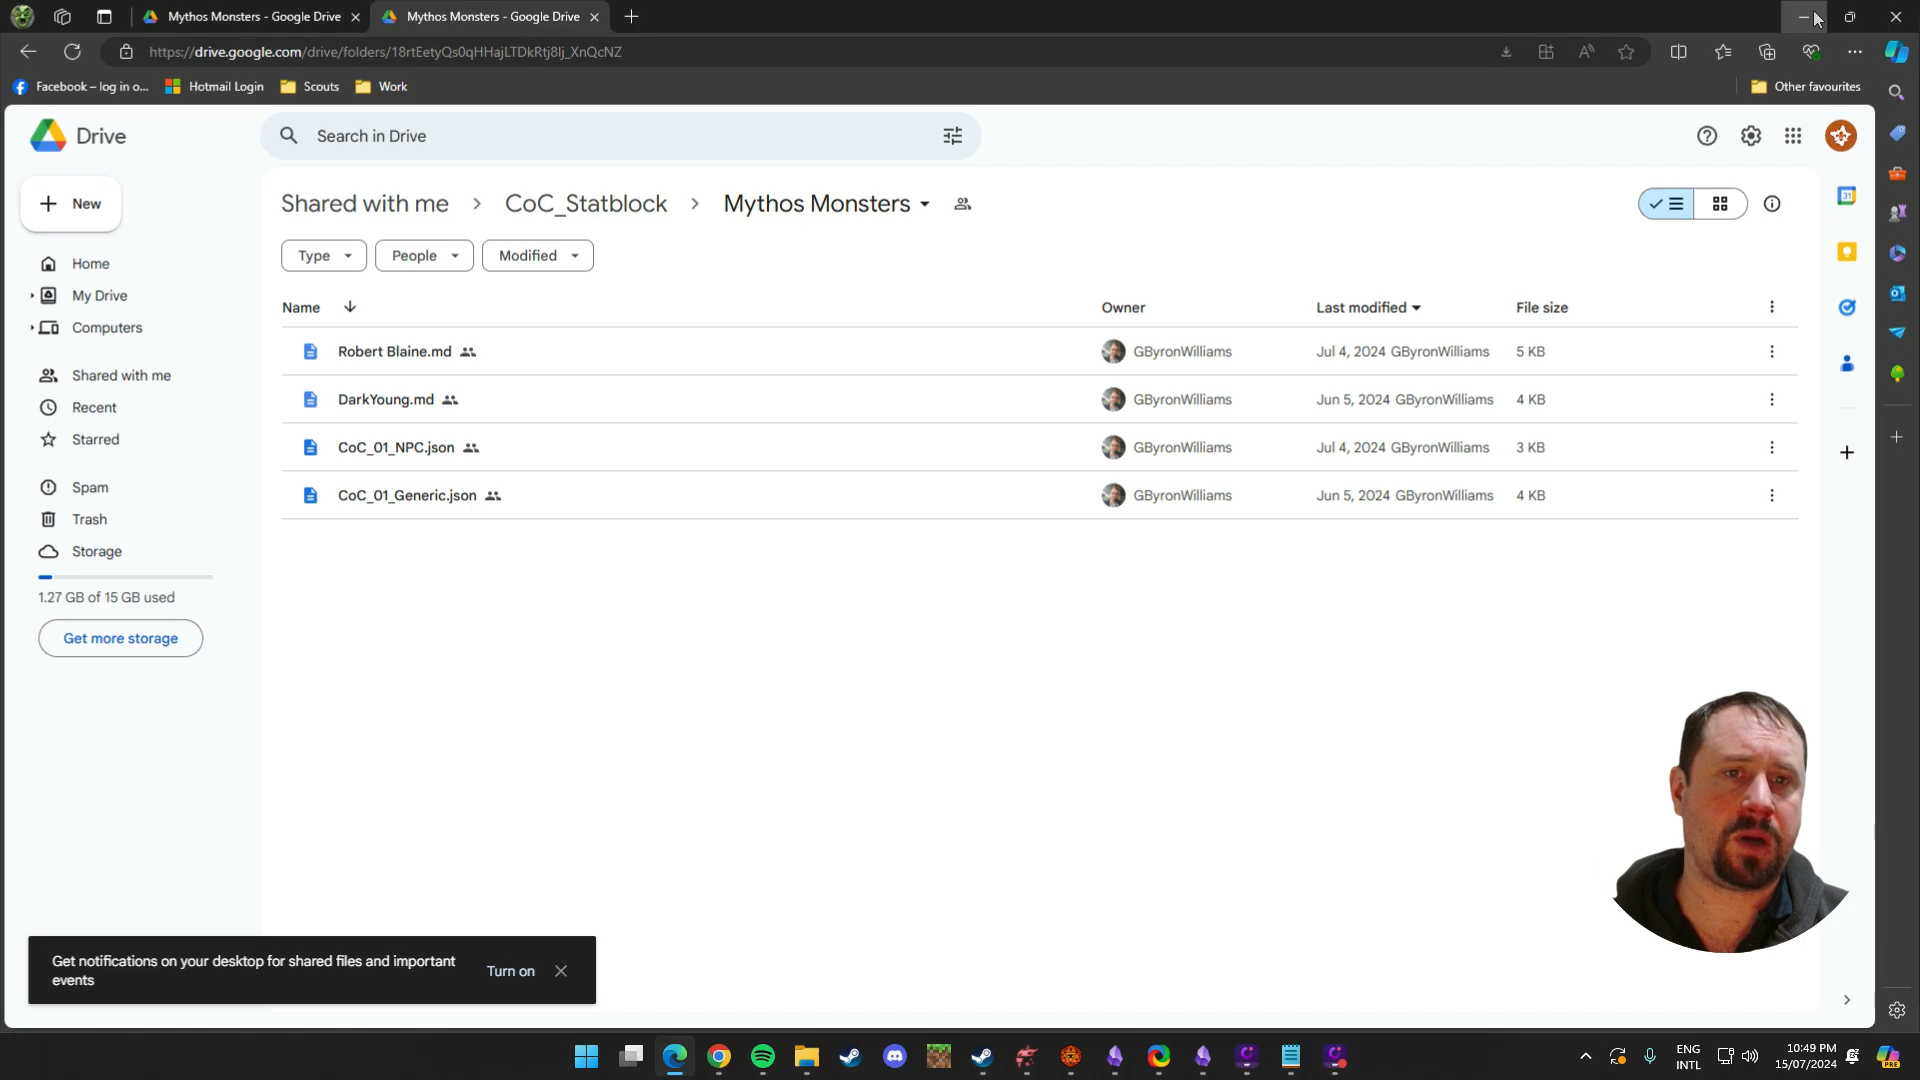 Mythos Monsters - Google Drive
Mythos Monsters - Google Drive
https://drive.google.com/drive/folders/18rtEetyQs0qHHajLTDkRtj8Ij_XnQcNZ
Facebook – log in o...
Hotmail Login
Scouts
Work
Other favourites
Drive
Search in Drive
New
Shared with me > CoC_Statblock > Mythos Monsters
Type
People
Modified
Home
My Drive
Computers
Shared with me
Recent
Starred
Spam
Trash
Storage
1.27 GB of 15 GB used
Get more storage
Name Owner Last modified File size
Robert Blaine.md GByronWilliams Jul 4, 2024 GByronWilliams 5 KB
DarkYoung.md GByronWilliams Jun 5, 2024 GByronWilliams 4 KB
CoC_01_NPC.json GByronWilliams Jul 4, 2024 GByronWilliams 3 KB
CoC_01_Generic.json GByronWilliams Jun 5, 2024 GByronWilliams 4 KB
31
Get notifications on your desktop for shared files and important
events
Turn on
ENG
INTL
10:49 PM
15/07/2024
PRE